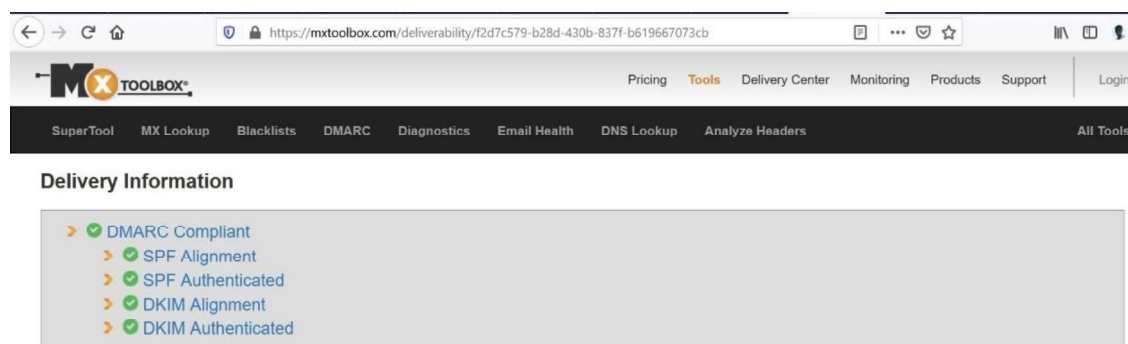 https://mxtoolbox.com/deliverability/f2d7c579-b28d-430b-837f-b619667073cb
MX TOOLBOX®
Pricing Tools Delivery Center Monitoring Products Support Login
SuperTool MX Lookup Blacklists DMARC Diagnostics Email Health DNS Lookup Analyze Headers All Tools
Delivery Information
DMARC Compliant
SPF Alignment
SPF Authenticated
DKIM Alignment
DKIM Authenticated